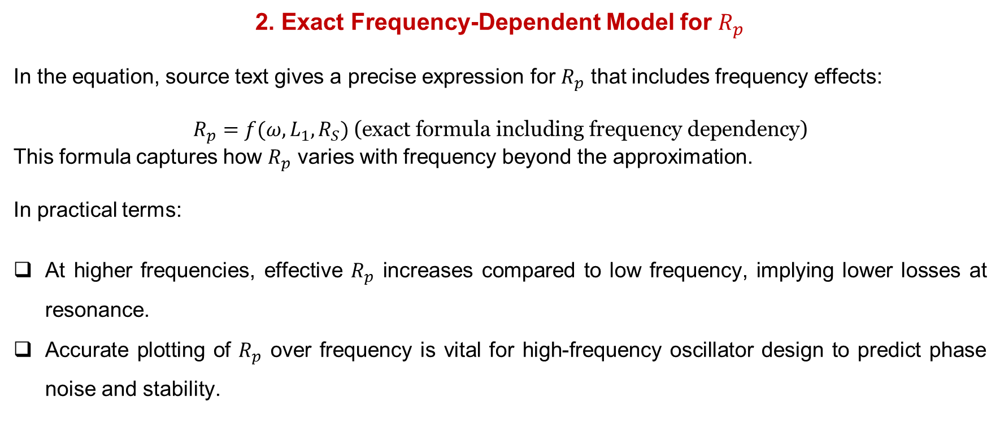 2. Exact Frequency-Dependent Model for R_p
In the equation, source text gives a precise expression for R_p that includes frequency effects:
R_p = f(ω, L_1, R_S) (exact formula including frequency dependency)
This formula captures how R_p varies with frequency beyond the approximation.
In practical terms:
❑ At higher frequencies, effective R_p increases compared to low frequency, implying lower losses at
resonance.
❑ Accurate plotting of R_p over frequency is vital for high-frequency oscillator design to predict phase
noise and stability.